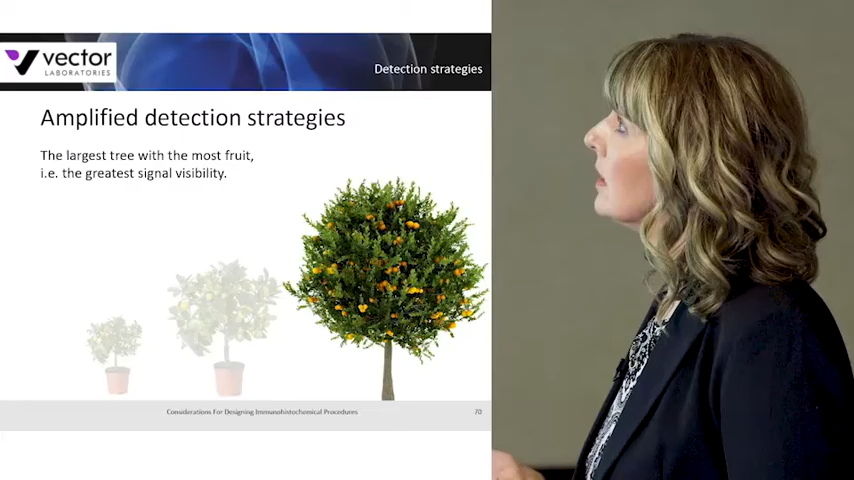 vector
LABORATORIES
Detection strategies
Amplified detection strategies
The largest tree with the most fruit,
i.e. the greatest signal visibility.
Considerations For Designing Immunohistochemical Procedures
70